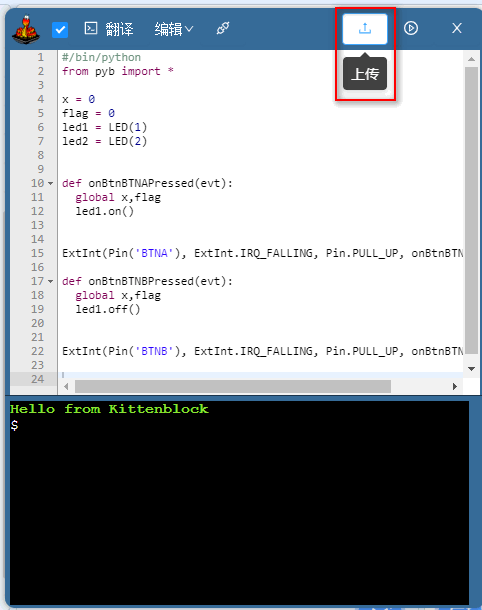 翻译 编辑
上传
1 #/bin/python
2 from pyb import *
3
4 x = 0
5 flag = 0
6 led1 = LED(1)
7 led2 = LED(2)
8
9
10 def onBtnBTNAPressed(evt):
11   global x,flag
12   led1.on()
13
14
15 ExtInt(Pin('BTNA'), ExtInt.IRQ_FALLING, Pin.PULL_UP, onBtnBTN
16
17 def onBtnBTNBPressed(evt):
18   global x,flag
19   led1.off()
20
21
22 ExtInt(Pin('BTNB'), ExtInt.IRQ_FALLING, Pin.PULL_UP, onBtnBTN
23
24
Hello from Kittenblock
$